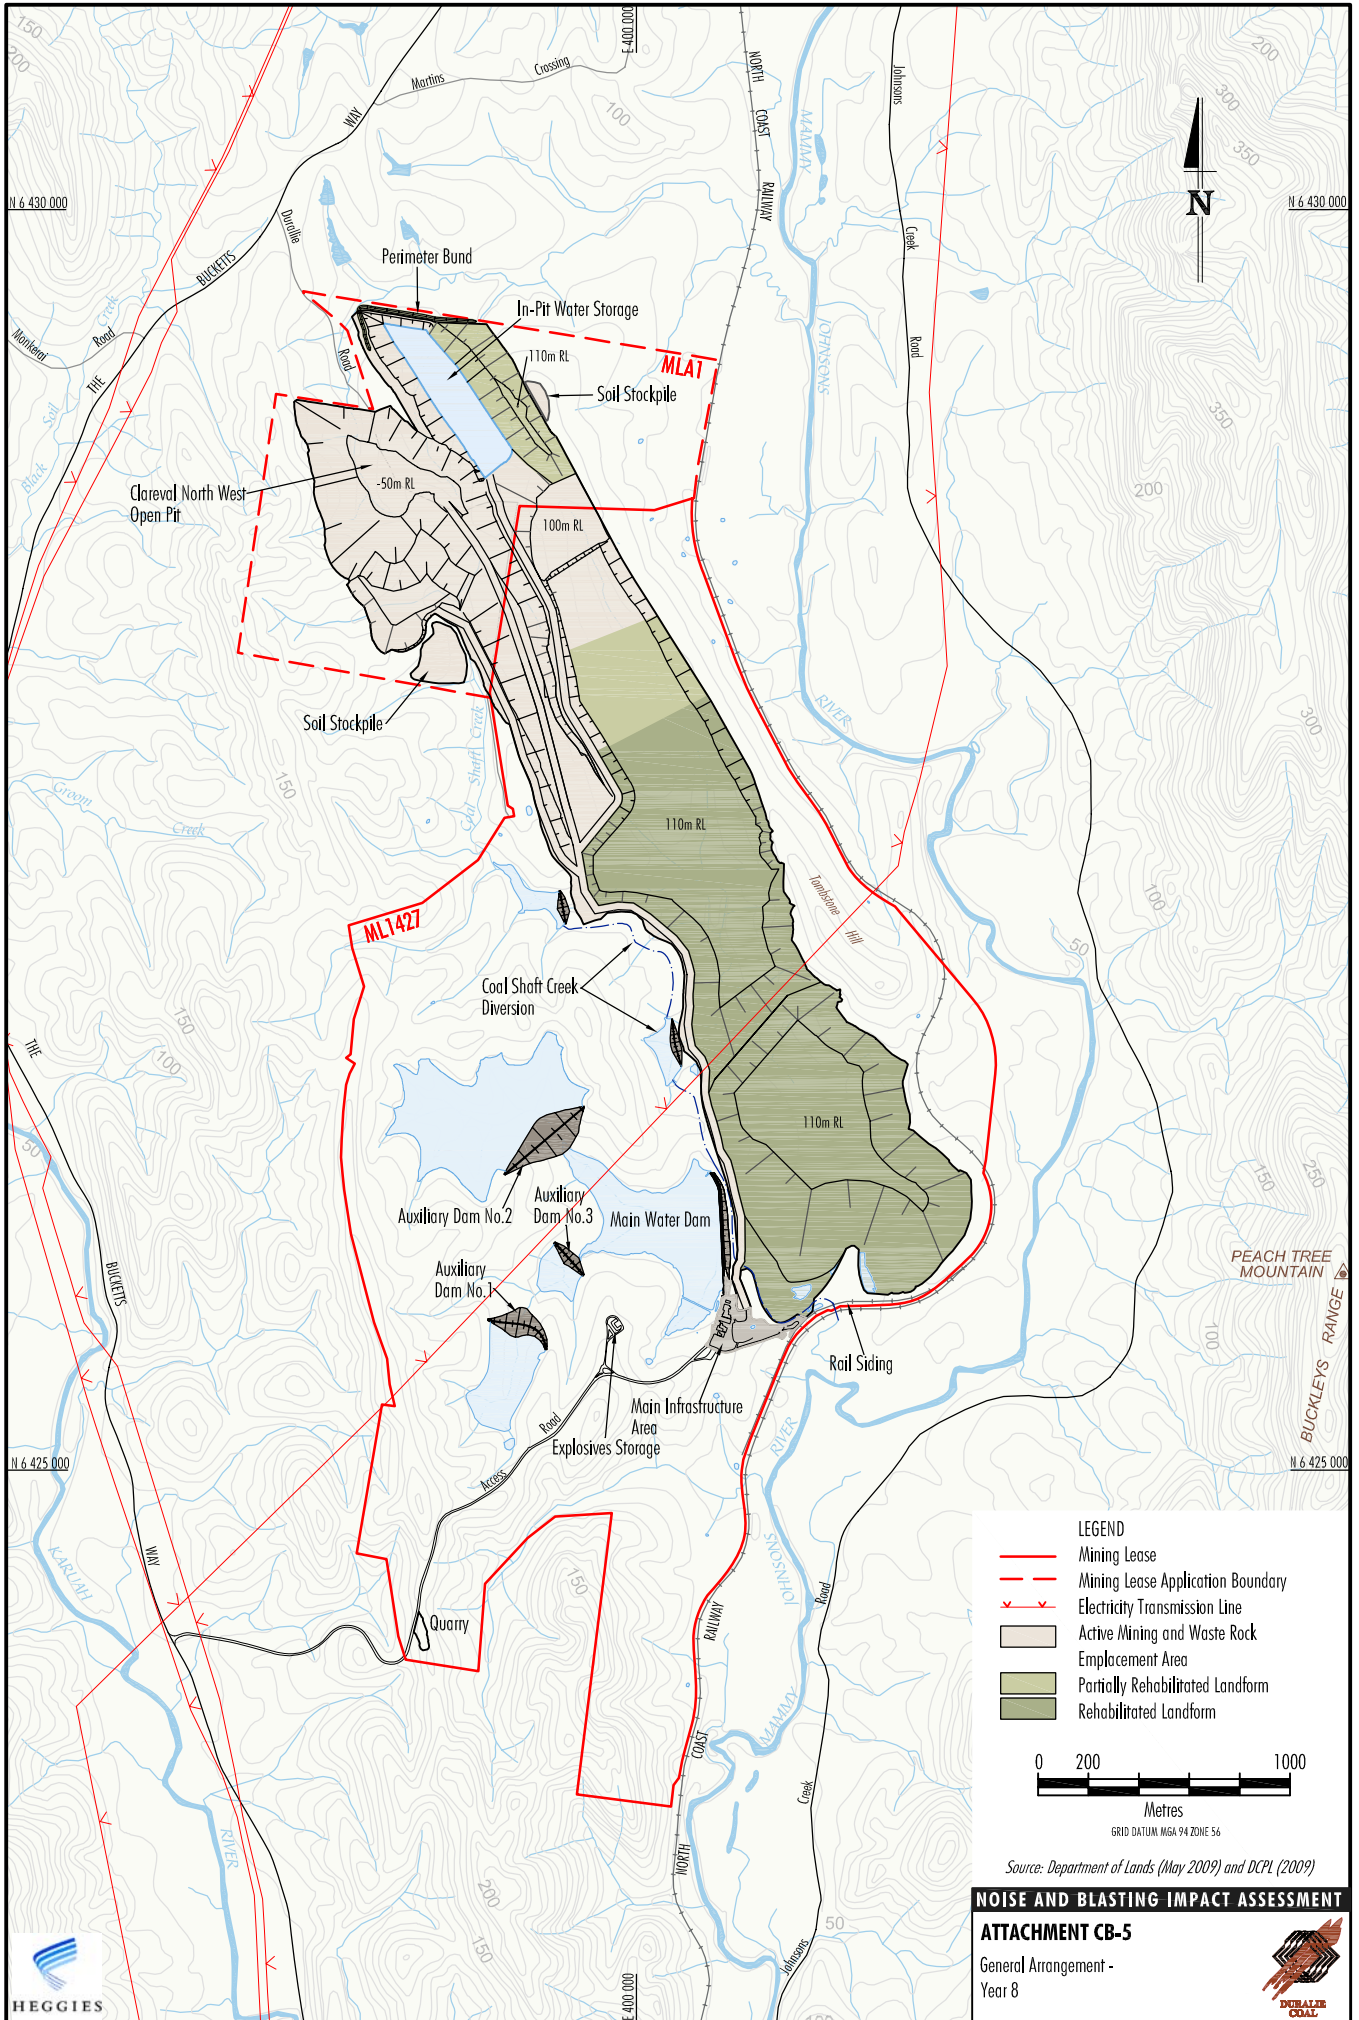 150
200
E 400 000
200
300
350
Martins
Crossing
NORTH
COAST
RAILWAY
MAMMY
JOHNSONS
RIVER
Johnsons
Creek
Road
100
WAY
BUCKETTS
THE
N 6 430 000
N 6 430 000
N
Durallie
Road
Perimeter Bund
In-Pit Water Storage
110m RL
MLA1
Soil Stockpile
Monkerai
Road
Black Soil Creek
350
Clareval North West
Open Pit
-50m RL
100m RL
200
Soil Stockpile
Coal Shaft Creek
300
150
Groom
Creek
110m RL
Tombstone
Hill
100
50
ML1427
Coal Shaft Creek
Diversion
150
100
THE
BUCKETTS
WAY
50
110m RL
Auxiliary Dam No.2
Auxiliary
Dam No.3
Main Water Dam
150
250
PEACH TREE
MOUNTAIN
BUCKLEYS RANGE
100
Auxiliary
Dam No.1
Rail Siding
Main Infrastructure
Area
Explosives Storage
Access
Road
N 6 425 000
N 6 425 000
RIVER
SNOSNHOJ
MAMMY
KARUAH
RIVER
150
Quarry
RAILWAY
COAST
NORTH
Road
Creek
Johnsons
200
150
50
E 400 000
LEGEND
Mining Lease
Mining Lease Application Boundary
Electricity Transmission Line
Active Mining and Waste Rock
Emplacement Area
Partially Rehabilitated Landform
Rehabilitated Landform
0 200 1000
Metres
GRID DATUM MGA 94 ZONE 56
Source: Department of Lands (May 2009) and DCPL (2009)
NOISE AND BLASTING IMPACT ASSESSMENT
ATTACHMENT CB-5
General Arrangement -
Year 8
DURALIE
COAL
HEGGIES